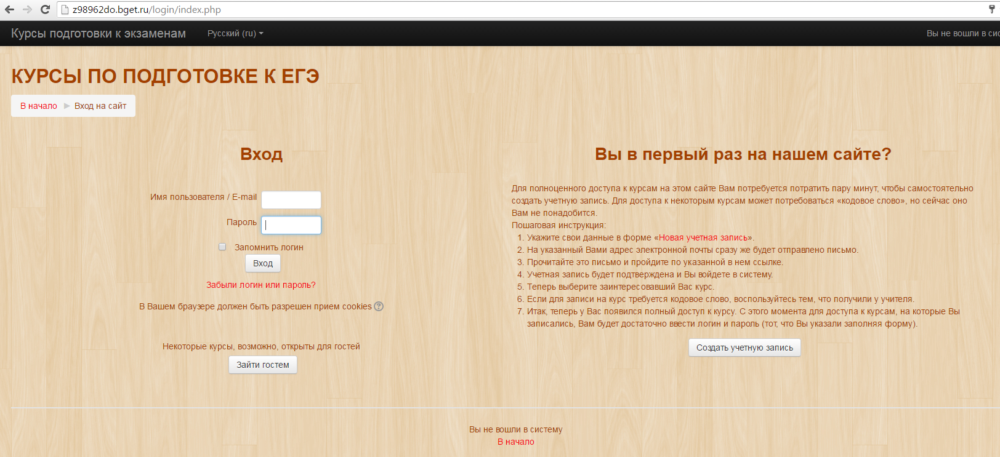 z98962do.bget.ru/login/index.php
Курсы подготовки к экзаменам
Русский (ru)
Вы не вошли в сис
КУРСЫ ПО ПОДГОТОВКЕ К ЕГЭ
В начало
Вход на сайт
Вход
Имя пользователя / E-mail
Пароль
Запомнить логин
Вход
Забыли логин или пароль?
В Вашем браузере должен быть разрешен прием cookies
Некоторые курсы, возможно, открыты для гостей
Зайти гостем
Вы в первый раз на нашем сайте?
Для полноценного доступа к курсам на этом сайте Вам потребуется потратить пару минут, чтобы самостоятельно
создать учетную запись. Для доступа к некоторым курсам может потребоваться «кодовое слово», но сейчас оно
Вам не понадобится.
Пошаговая инструкция:
1. Укажите свои данные в форме «Новая учетная запись».
2. На указанный Вами адрес электронной почты сразу же будет отправлено письмо.
3. Прочитайте это письмо и пройдите по указанной в нем ссылке.
4. Учетная запись будет подтверждена и Вы войдете в систему.
5. Теперь выберите заинтересовавший Вас курс.
6. Если для записи на курс требуется кодовое слово, воспользуйтесь тем, что получили у учителя.
7. Итак, теперь у Вас появился полный доступ к курсу. С этого момента для доступа к курсам, на которые Вы
записались, Вам будет достаточно ввести логин и пароль (тот, что Вы указали заполняя форму).
Создать учетную запись
Вы не вошли в систему
В начало